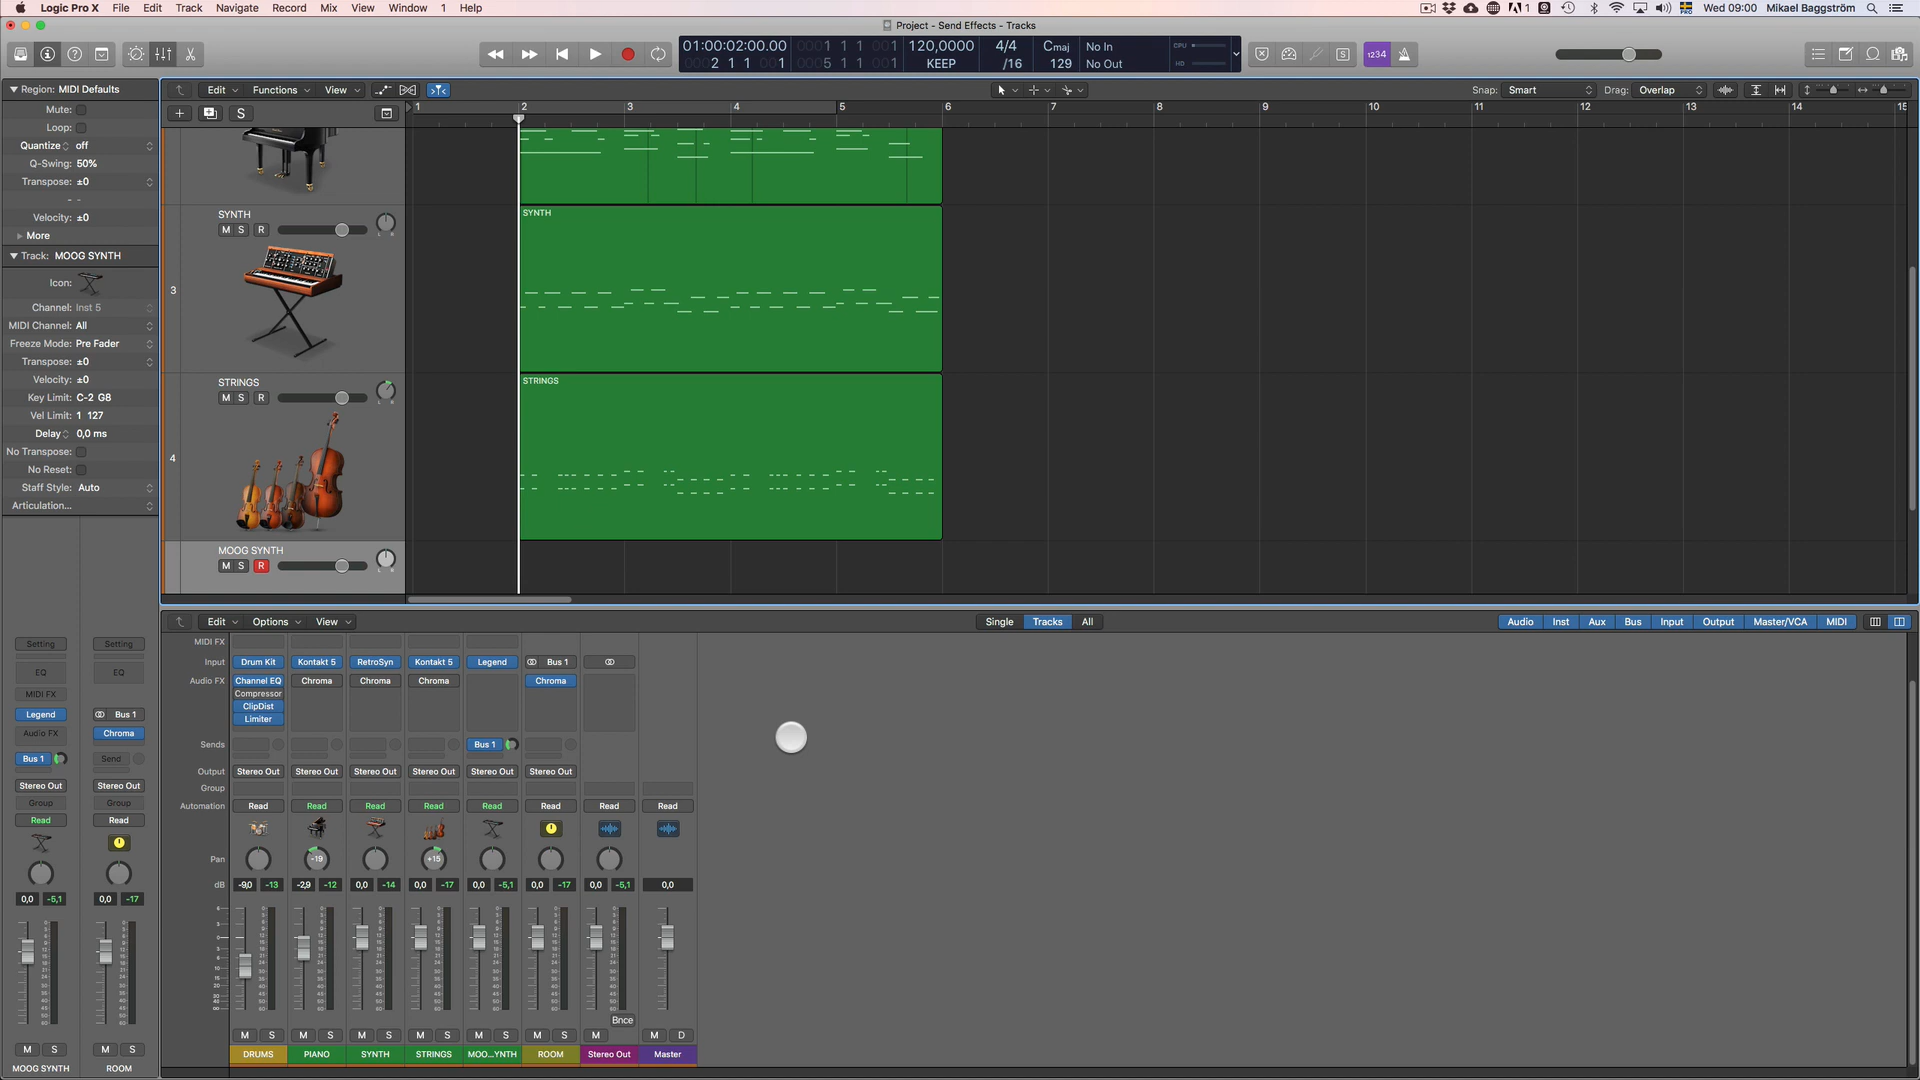 Logic Pro X File Edit Track Navigate Record Mix View Window 1 Help
1 Wed 09:00 Mikael Baggström
Project - Send Effects - Tracks
01:00:02:00.00 0001 1 1 001 120,0000 4/4 Cmaj No In CPU
2 1 1 001 0005 1 1 001 KEEP /16 129 No Out HD
S 1234
Region: MIDI Defaults
Mute:
Loop:
Quantize off
Q-Swing: 50%
Transpose: ±0
- -
Velocity: ±0
More
Track: MOOG SYNTH
Icon:
Channel: Inst 5
MIDI Channel: All
Freeze Mode: Pre Fader
Transpose: ±0
Velocity: ±0
Key Limit: C-2 G8
Vel Limit: 1 127
Delay 0,0 ms
No Transpose:
No Reset:
Staff Style: Auto
Articulation...
Edit Functions View Snap: Smart Drag: Overlap
S
1 2 3 4 5 6 7 8 9 10 11 12 13 14 15
SYNTH
M S R
L R
3
STRINGS
M S R
L R
4
MOOG SYNTH
M S R
L R
SYNTH
STRINGS
Edit Options View Single Tracks All Audio Inst Aux Bus Input Output Master/VCA MIDI
Setting Setting
EQ EQ
MIDI FX
Legend Bus 1
Audio FX Chroma
Bus 1 Send
Stereo Out Stereo Out
Group Group
Read Read
0,0 -5,1 0,0 -17
M S M S
MOOG SYNTH ROOM
MIDI FX
Input Drum Kit Kontakt 5 RetroSyn Kontakt 5 Legend Bus 1
Audio FX Channel EQ Chroma Chroma Chroma Chroma
Compressor
ClipDist
Limiter
Sends Bus 1
Output Stereo Out Stereo Out Stereo Out Stereo Out Stereo Out Stereo Out
Group
Automation Read Read Read Read Read Read Read Read
Pan -19 +15
dB -9,0 -13 -2,9 -12 0,0 -14 0,0 -17 0,0 -5,1 0,0 -17 0,0 -5,1 0,0
Bnce
M S M S M S M S M S M S M M D
DRUMS PIANO SYNTH STRINGS MOO...YNTH ROOM Stereo Out Master